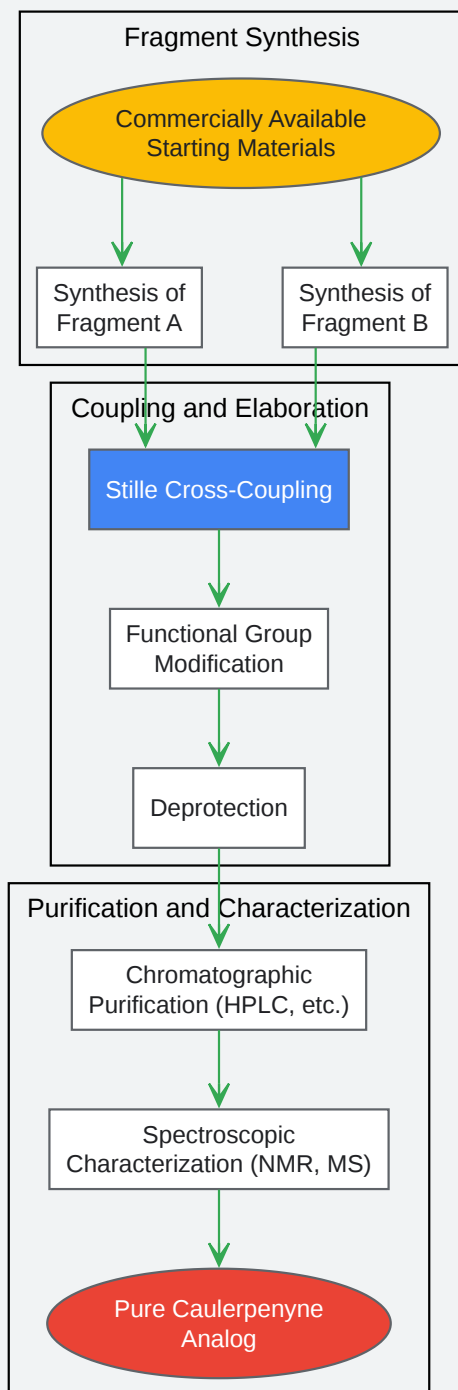 Fragment Synthesis
Commercially Available
Starting Materials
Synthesis of
Fragment A
Synthesis of
Fragment B
Coupling and Elaboration
Stille Cross-Coupling
Functional Group
Modification
Deprotection
Purification and Characterization
Chromatographic
Purification (HPLC, etc.)
Spectroscopic
Characterization (NMR, MS)
Pure Caulerpenyne
Analog